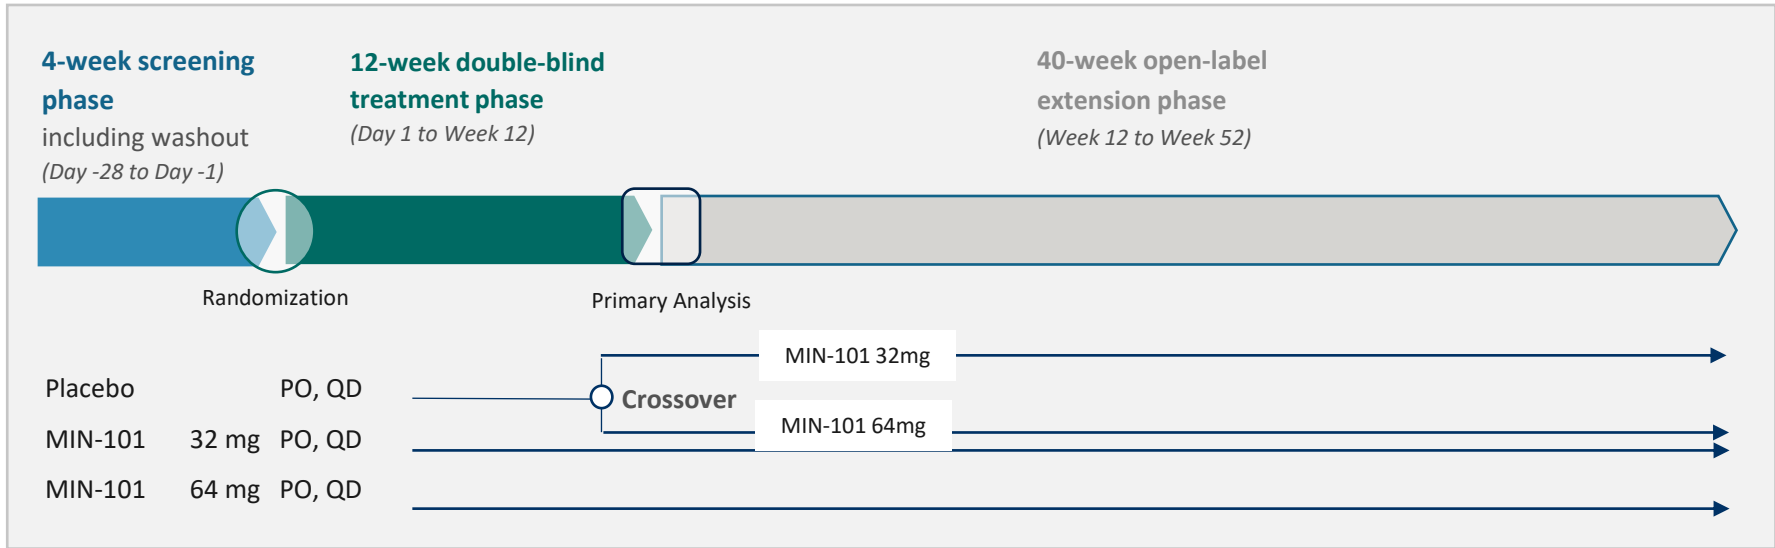 4-week screening
phase
including washout
(Day -28 to Day -1)
12-week double-blind
treatment phase
(Day 1 to Week 12)
40-week open-label
extension phase
(Week 12 to Week 52)
Randomization
Primary Analysis
MIN-101 32mg
Placebo PO, QD
Crossover
MIN-101 64mg
MIN-101 32 mg PO, QD
MIN-101 64 mg PO, QD